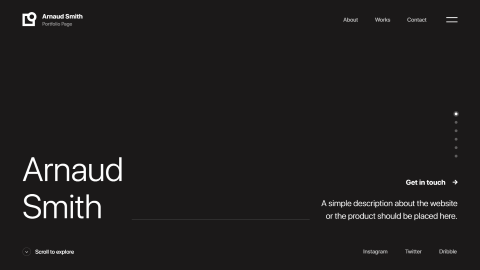 Arnaud Smith
Portfolio Page
About
Works
Contact
Arnaud
Smith
Get in touch
A simple description about the website
or the product should be placed here.
Scroll to explore
Instagram
Twitter
Dribble